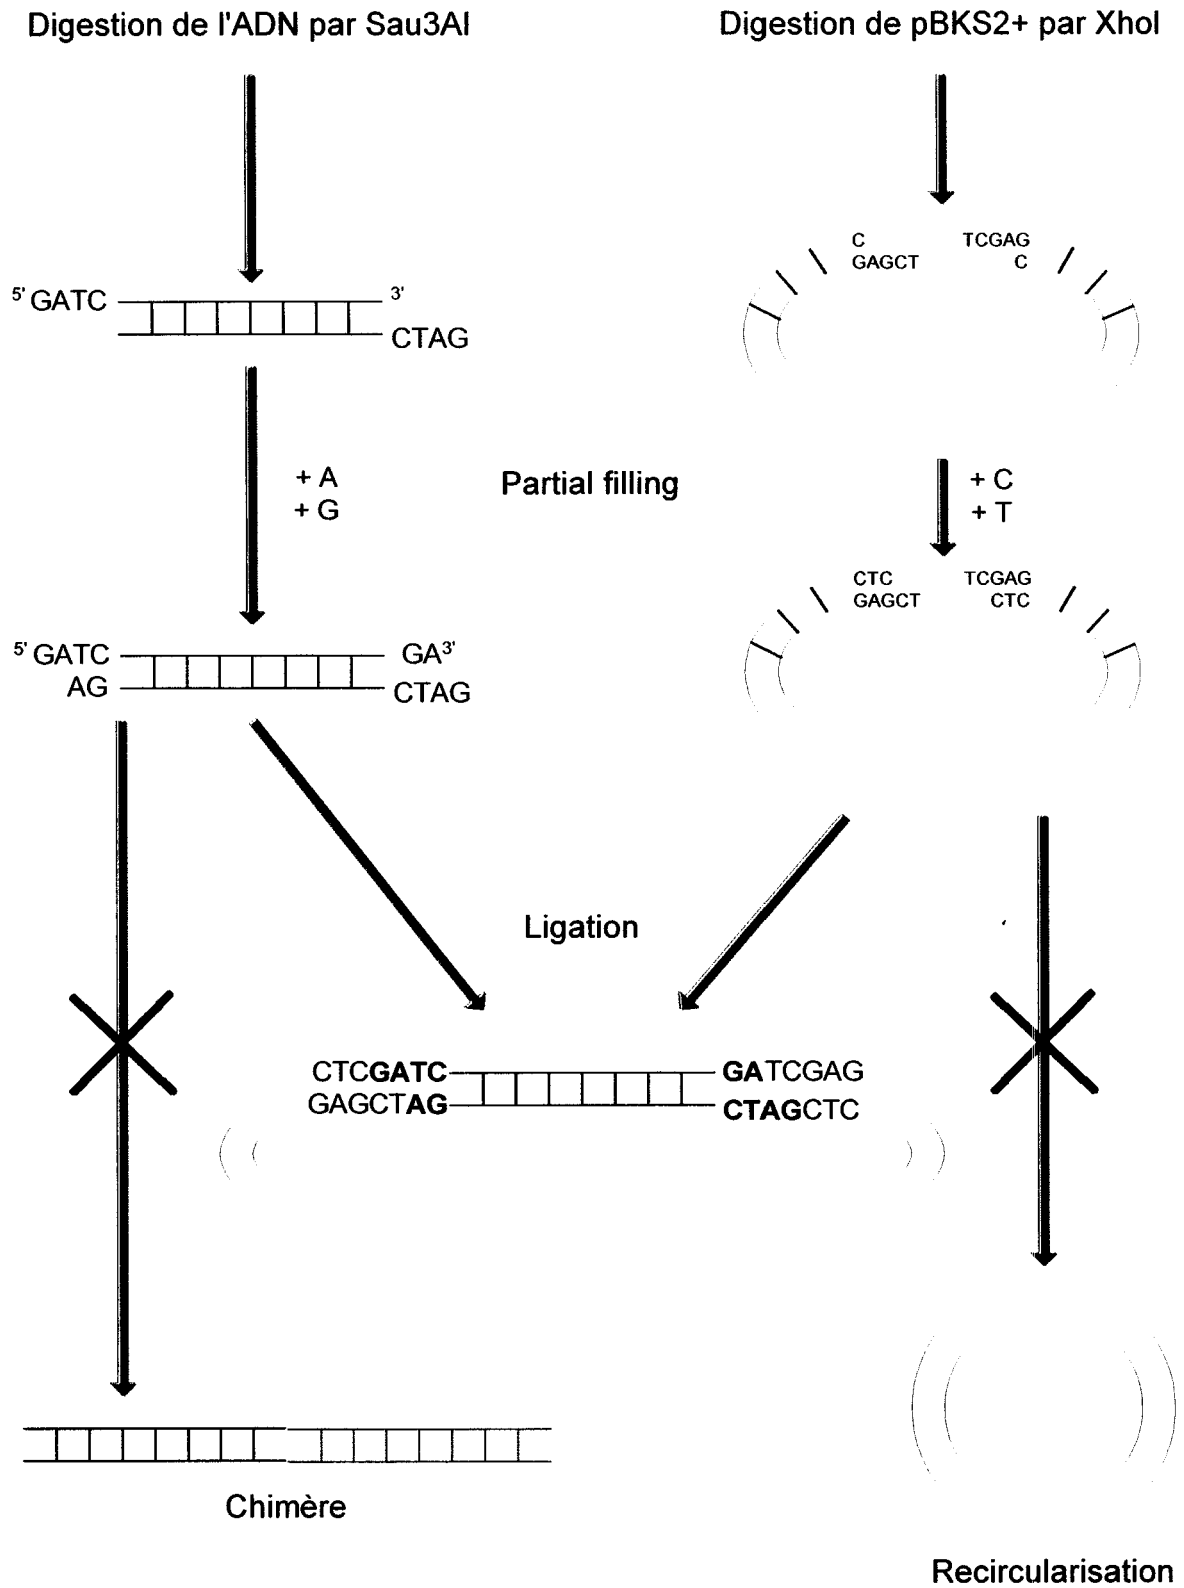 Digestion de l'ADN par Sau3AI
Digestion de pBKS2+ par XhoI
C TCGAG
GAGCT C
5' GATC 3'
CTAG
+ A
+ G
Partial filling
+ C
+ T
CTC TCGAG
GAGCT CTC
5' GATC GA3'
AG CTAG
Ligation
CTCGATC GATCGAG
GAGCTAG CTAGCTC
Chimère
Recircularisation